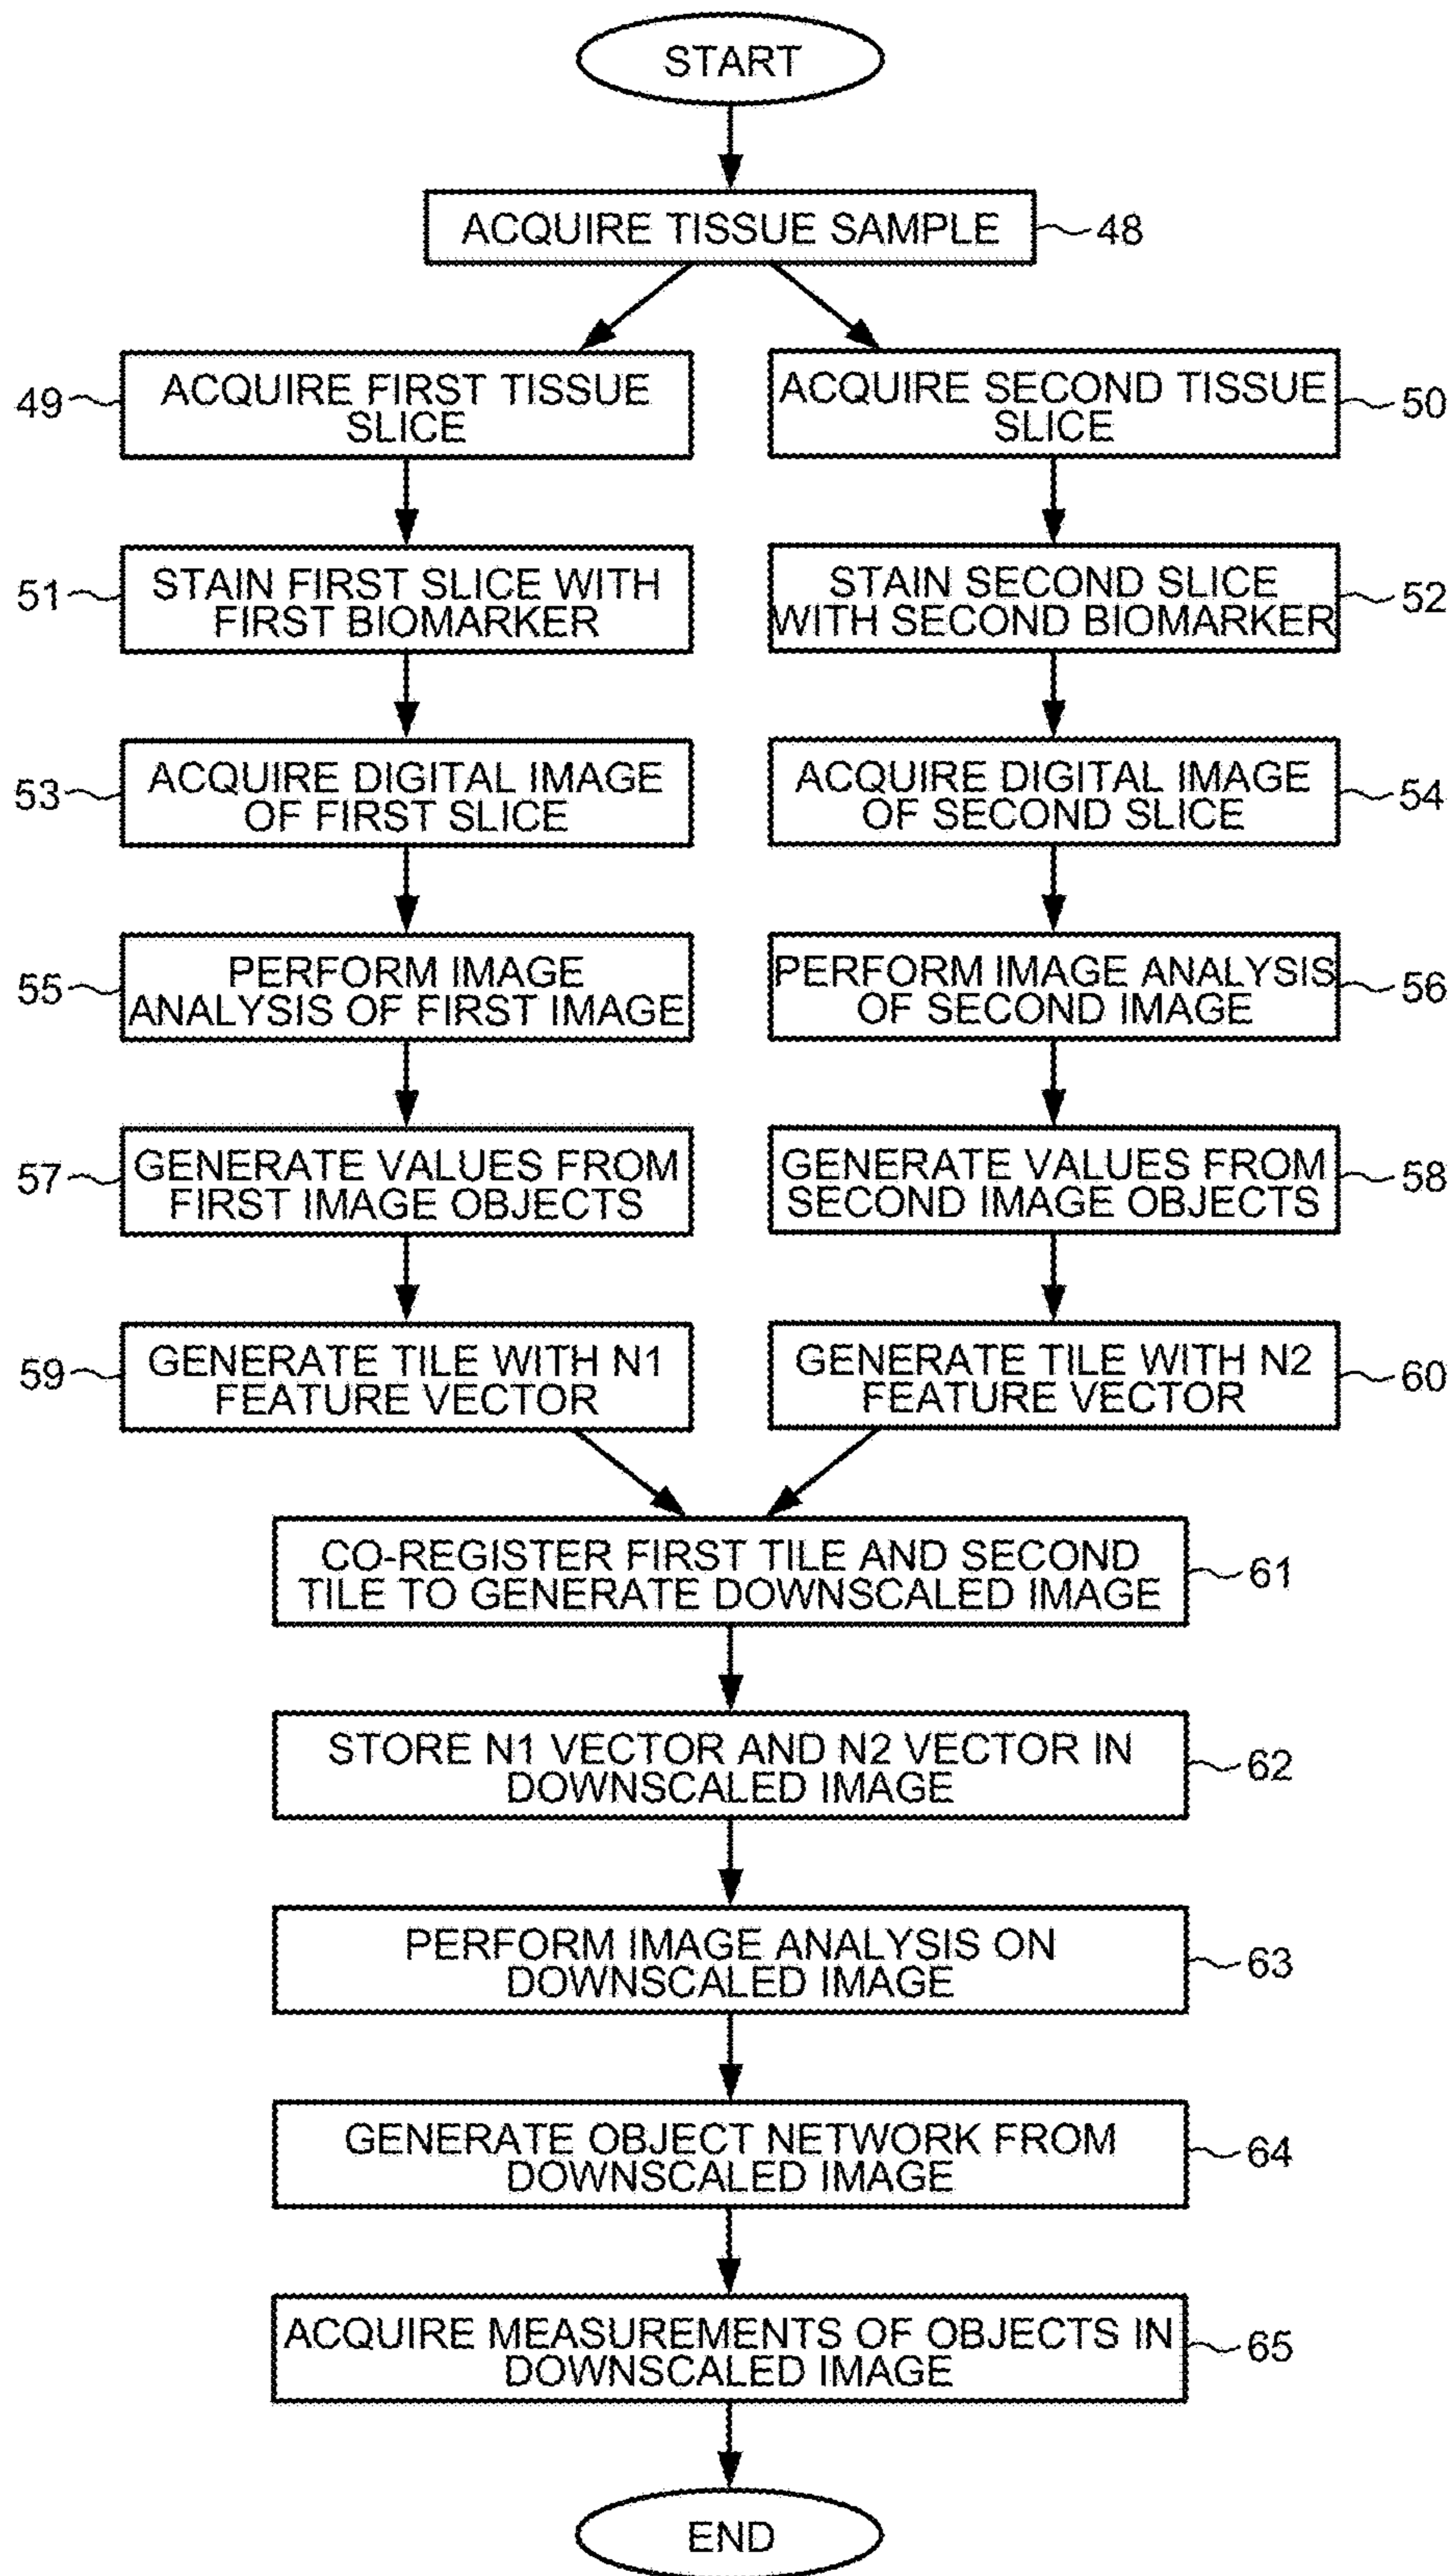 START
ACQUIRE TISSUE SAMPLE
48
49
ACQUIRE FIRST TISSUE
SLICE
ACQUIRE SECOND TISSUE
SLICE
50
51
STAIN FIRST SLICE WITH
FIRST BIOMARKER
STAIN SECOND SLICE
WITH SECOND BIOMARKER
52
53
ACQUIRE DIGITAL IMAGE
OF FIRST SLICE
ACQUIRE DIGITAL IMAGE
OF SECOND SLICE
54
55
PERFORM IMAGE
ANALYSIS OF FIRST IMAGE
PERFORM IMAGE ANALYSIS
OF SECOND IMAGE
56
57
GENERATE VALUES FROM
FIRST IMAGE OBJECTS
GENERATE VALUES FROM
SECOND IMAGE OBJECTS
58
59
GENERATE TILE WITH N1
FEATURE VECTOR
GENERATE TILE WITH N2
FEATURE VECTOR
60
CO-REGISTER FIRST TILE AND SECOND
TILE TO GENERATE DOWNSCALED IMAGE
61
STORE N1 VECTOR AND N2 VECTOR IN
DOWNSCALED IMAGE
62
PERFORM IMAGE ANALYSIS ON
DOWNSCALED IMAGE
63
GENERATE OBJECT NETWORK FROM
DOWNSCALED IMAGE
64
ACQUIRE MEASUREMENTS OF OBJECTS IN
DOWNSCALED IMAGE
65
END